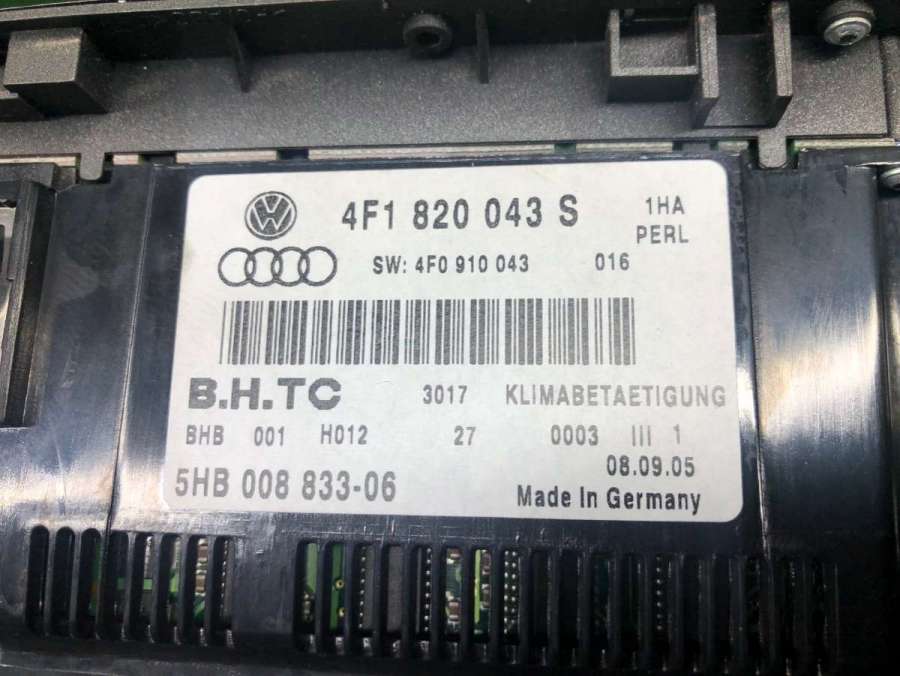 4F1 820 043 S 1HA
PERL
SW: 4F0 910 043 016
B.H.TC 3017 KLIMABETAETIGUNG
BHB 001 H012 27 0003 III 1
08.09.05
5HB 008 833-06 Made In Germany